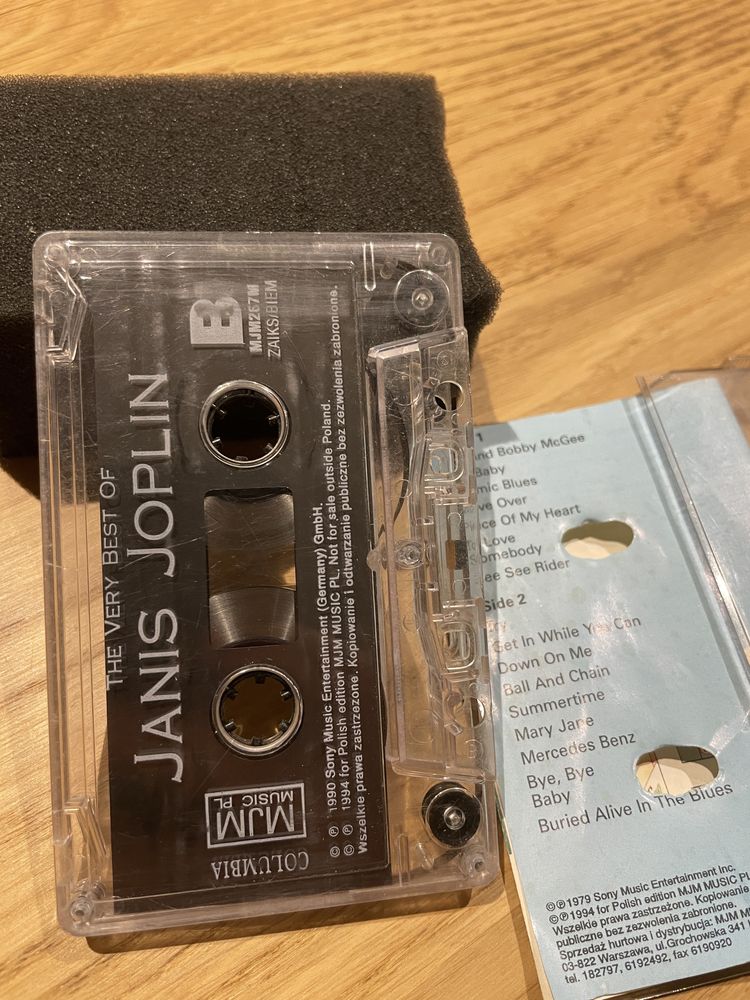 THE VERY BEST OF
JANIS JOPLIN
B
MJM267M
ZAIKS/BIEM
© ℗ 1990 Sony Music Entertainment (Germany) GmbH.
© ℗ 1994 for Polish edition MJM MUSIC PL. Not for sale outside Poland.
Wszelkie prawa zastrzeżone. Kopiowanie i odtwarzanie publiczne bez zezwolenia zabronione.
MJM
MUSIC PL
COLUMBIA
1
Bobby McGee
Baby
Blues
Over
Of My Heart
Love
Somebody
See Rider
Side 2
Get In While You Can
Down On Me
Ball And Chain
Summertime
Mary Jane
Mercedes Benz
Bye, Bye
Baby
Buried Alive In The Blues
©℗1979 Sony Music Entertainment Inc.
©℗1994 for Polish edition MJM MUSIC PL
Wszelkie prawa zastrzeżone. Kopiowanie
publiczne bez zezwolenia zabronione.
Sprzedaż hurtowa i dystrybucja: MJM
03-822 Warszawa, ul.Grochowska 341
tel. 182797, 6192492, fax 6190920